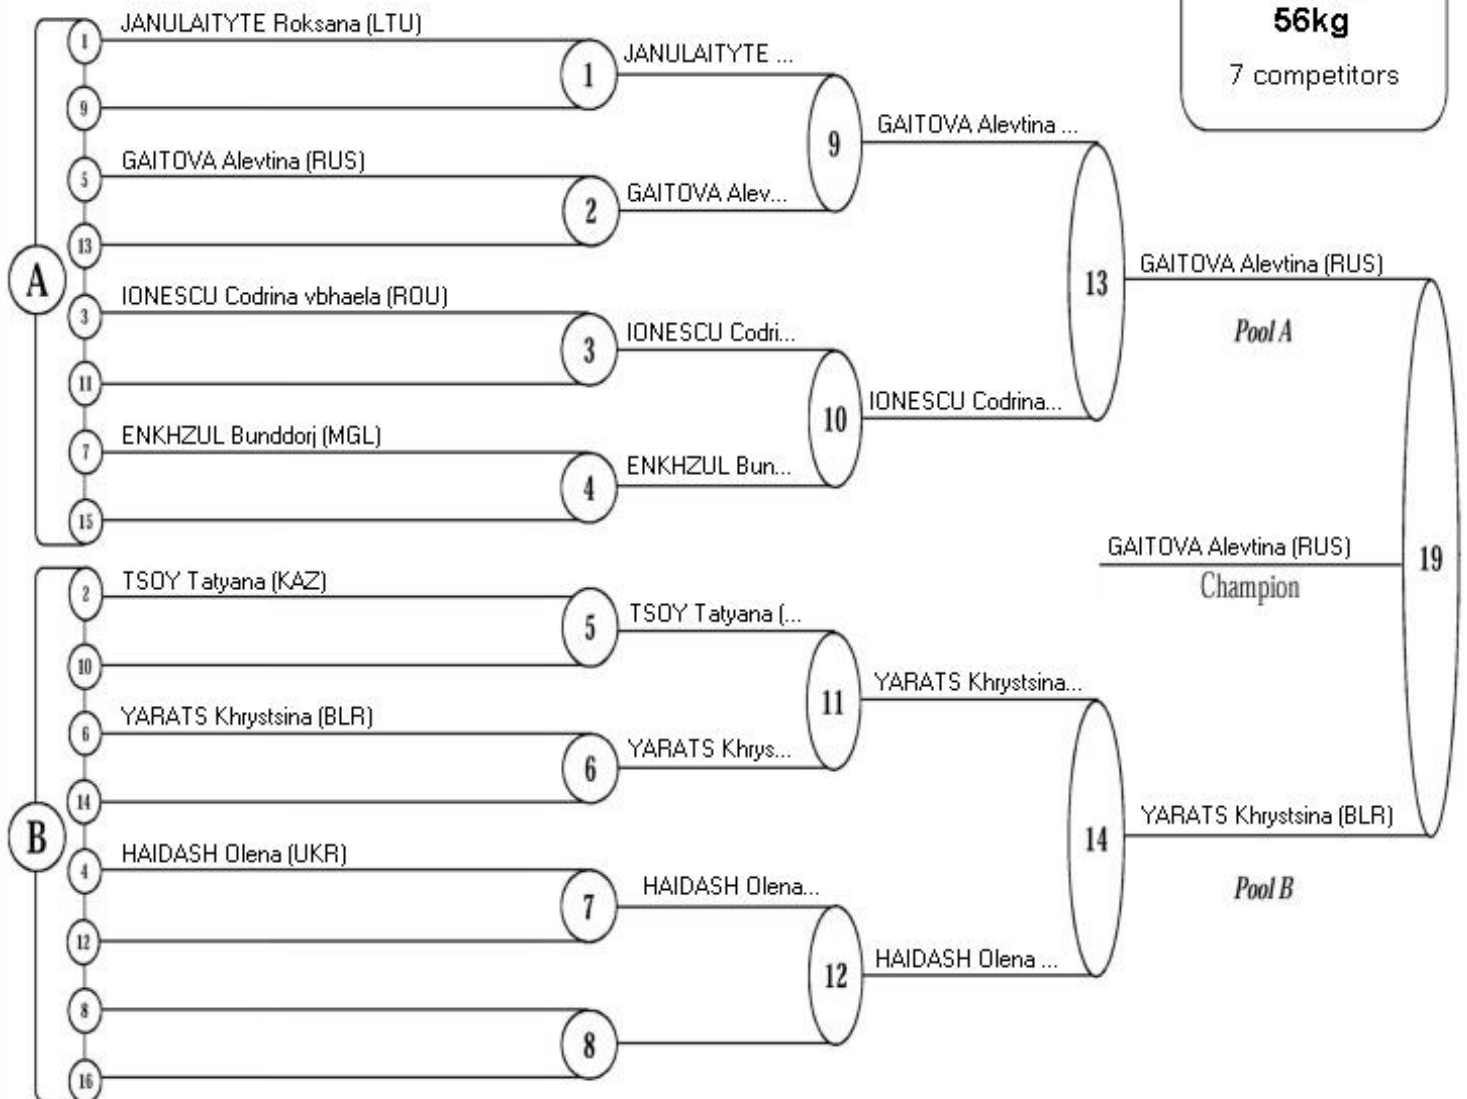 56kg
7 competitors
A
1
JANULAITYTE Roksana (LTU)
9
5
GAITOVA Alevtina (RUS)
13
3
IONESCU Codrina vbhaela (ROU)
11
7
ENKHZUL Bunddorj (MGL)
15
B
2
TSOY Tatyana (KAZ)
10
6
YARATS Khrystsina (BLR)
14
4
HAIDASH Olena (UKR)
12
8
16
1
JANULAITYTE ...
2
GAITOVA Alev...
3
IONESCU Codri...
4
ENKHZUL Bun...
5
TSOY Tatyana (...
6
YARATS Khrys...
7
HAIDASH Olena...
8
9
GAITOVA Alevtina ...
10
IONESCU Codrina...
11
YARATS Khrystsina...
12
HAIDASH Olena ...
13
GAITOVA Alevtina (RUS)
Pool A
14
YARATS Khrystsina (BLR)
Pool B
GAITOVA Alevtina (RUS)
Champion
19